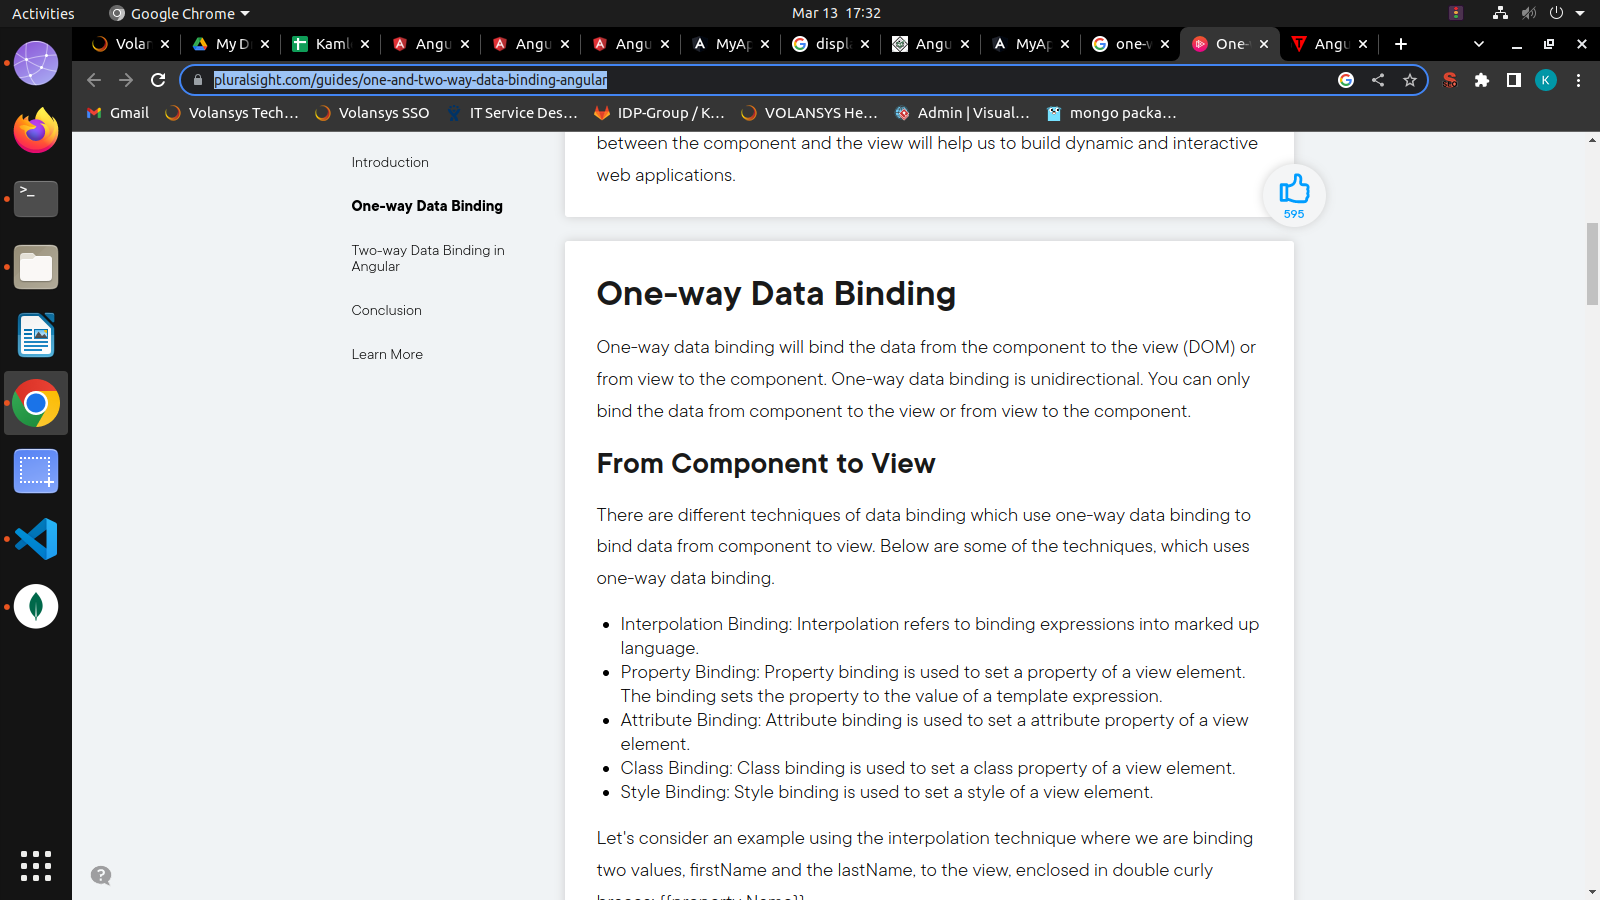 Activities
Google Chrome
Mar 13 17:32
Volan
My D
Kaml
Angu
Angu
Angu
MyAp
displa
Angu
MyAp
one-w
One-
Angu
pluralsight.com/guides/one-and-two-way-data-binding-angular
K
Gmail
Volansys Tech...
Volansys SSO
IT Service Des...
IDP-Group / K...
VOLANSYS He...
Admin | Visual...
mongo packa...
Introduction
One-way Data Binding
Two-way Data Binding in
Angular
Conclusion
Learn More
between the component and the view will help us to build dynamic and interactive
web applications.
595
One-way Data Binding
One-way data binding will bind the data from the component to the view (DOM) or
from view to the component. One-way data binding is unidirectional. You can only
bind the data from component to the view or from view to the component.
From Component to View
There are different techniques of data binding which use one-way data binding to
bind data from component to view. Below are some of the techniques, which uses
one-way data binding.
Interpolation Binding: Interpolation refers to binding expressions into marked up
language.
Property Binding: Property binding is used to set a property of a view element.
The binding sets the property to the value of a template expression.
Attribute Binding: Attribute binding is used to set a attribute property of a view
element.
Class Binding: Class binding is used to set a class property of a view element.
Style Binding: Style binding is used to set a style of a view element.
Let's consider an example using the interpolation technique where we are binding
two values, firstName and the lastName, to the view, enclosed in double curly
braces: {{property Name}}